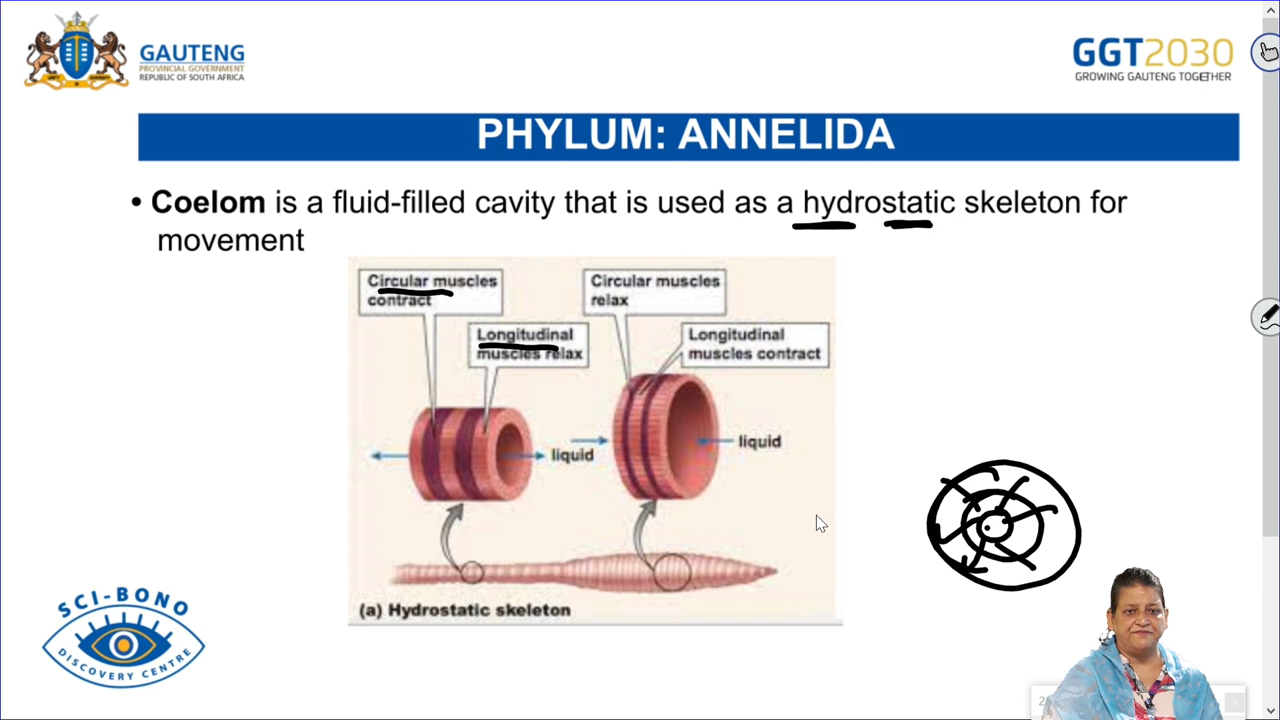 GAUTENG
PROVINCIAL GOVERNMENT
REPUBLIC OF SOUTH AFRICA
GGT2030
GROWING GAUTENG TOGETHER
PHYLUM: ANNELIDA
• Coelom is a fluid-filled cavity that is used as a hydrostatic skeleton for
movement
Circular muscles
contract
Longitudinal
muscles relax
Circular muscles
relax
Longitudinal
muscles contract
liquid
liquid
(a) Hydrostatic skeleton
SCI-BONO
DISCOVERY CENTRE